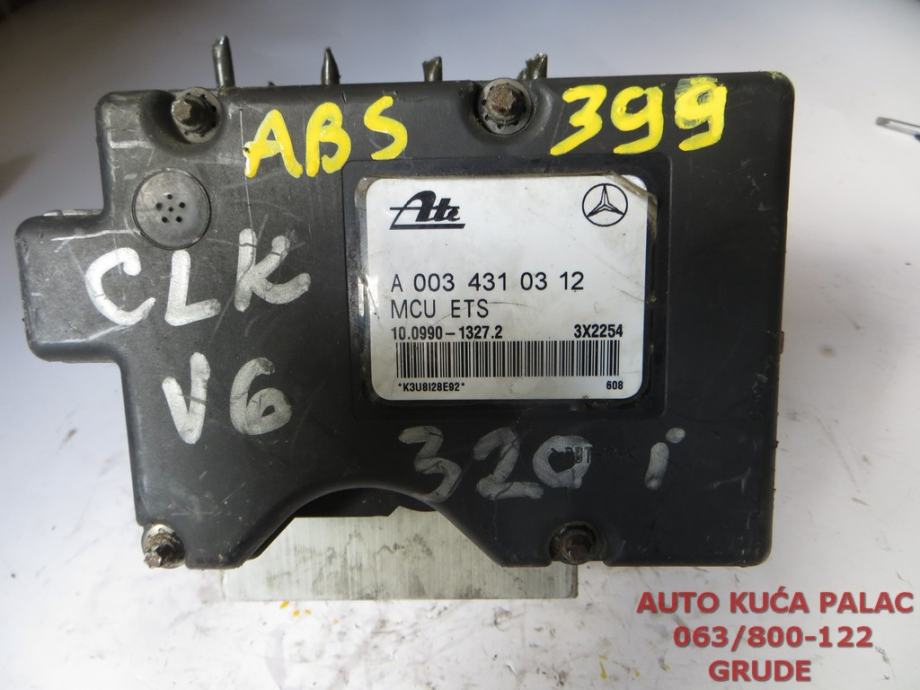 ABS 399
CLK
V6
320 i
Ate
A 003 431 03 12
MCU ETS
10.0990-1327.2 3X2254
*K3U8I28E92* 608
AUTO KUĆA PALAC
063/800-122
GRUDE